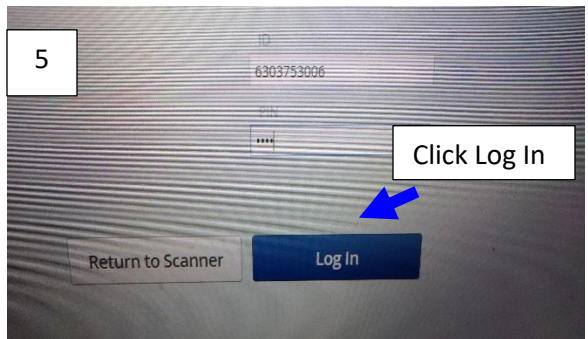 5
ID
6303753006
PIN
••••
Click Log In
Return to Scanner
Log In